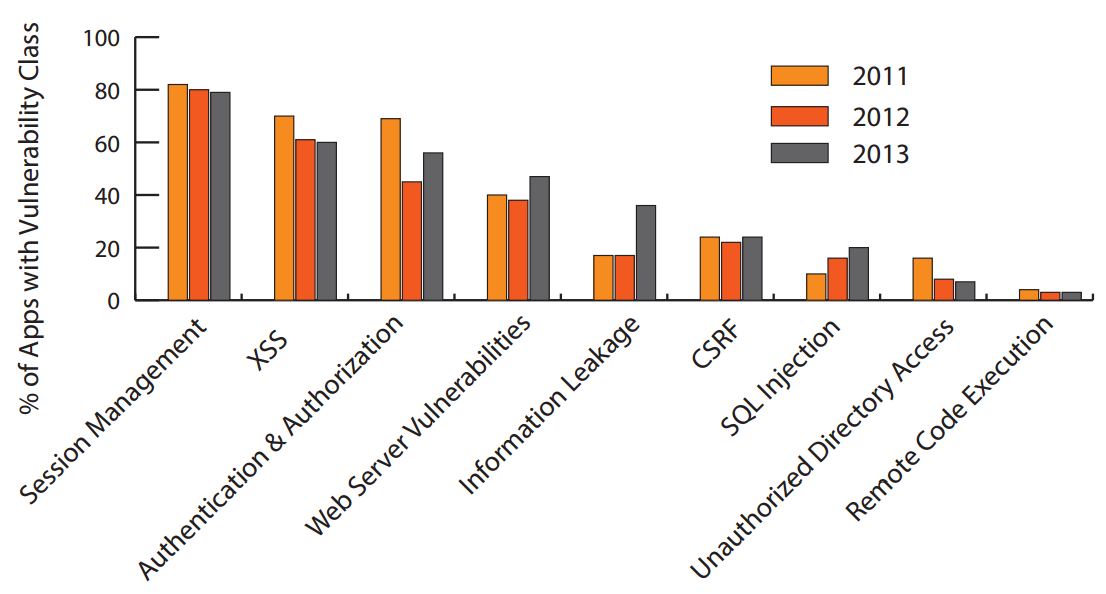 % of Apps with Vulnerability Class
100
80
60
40
20
0
2011
2012
2013
Session Management
XSS
Authentication & Authorization
Web Server Vulnerabilities
Information Leakage
CSRF
SQL Injection
Unauthorized Directory Access
Remote Code Execution